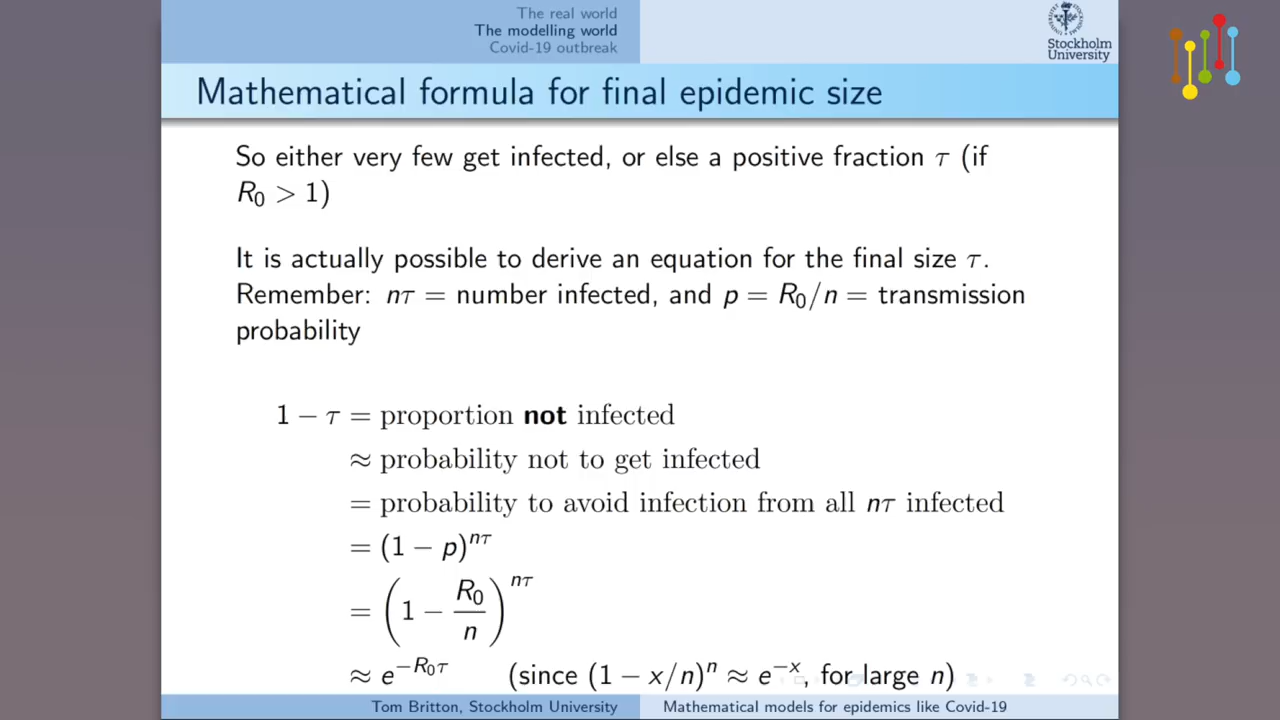 The real world
The modelling world
Covid-19 outbreak
Stockholm
University
Mathematical formula for final epidemic size
So either very few get infected, or else a positive fraction τ (if
R₀ > 1)
It is actually possible to derive an equation for the final size τ.
Remember: nτ = number infected, and p = R₀/n = transmission
probability
1 − τ = proportion not infected
≈ probability not to get infected
= probability to avoid infection from all nτ infected
= (1 − p)^{nτ}
= (1 − R₀/n)^{nτ}
≈ e^{−R₀τ} (since (1 − x/n)ⁿ ≈ e^{−x}, for large n)
Tom Britton, Stockholm University
Mathematical models for epidemics like Covid-19